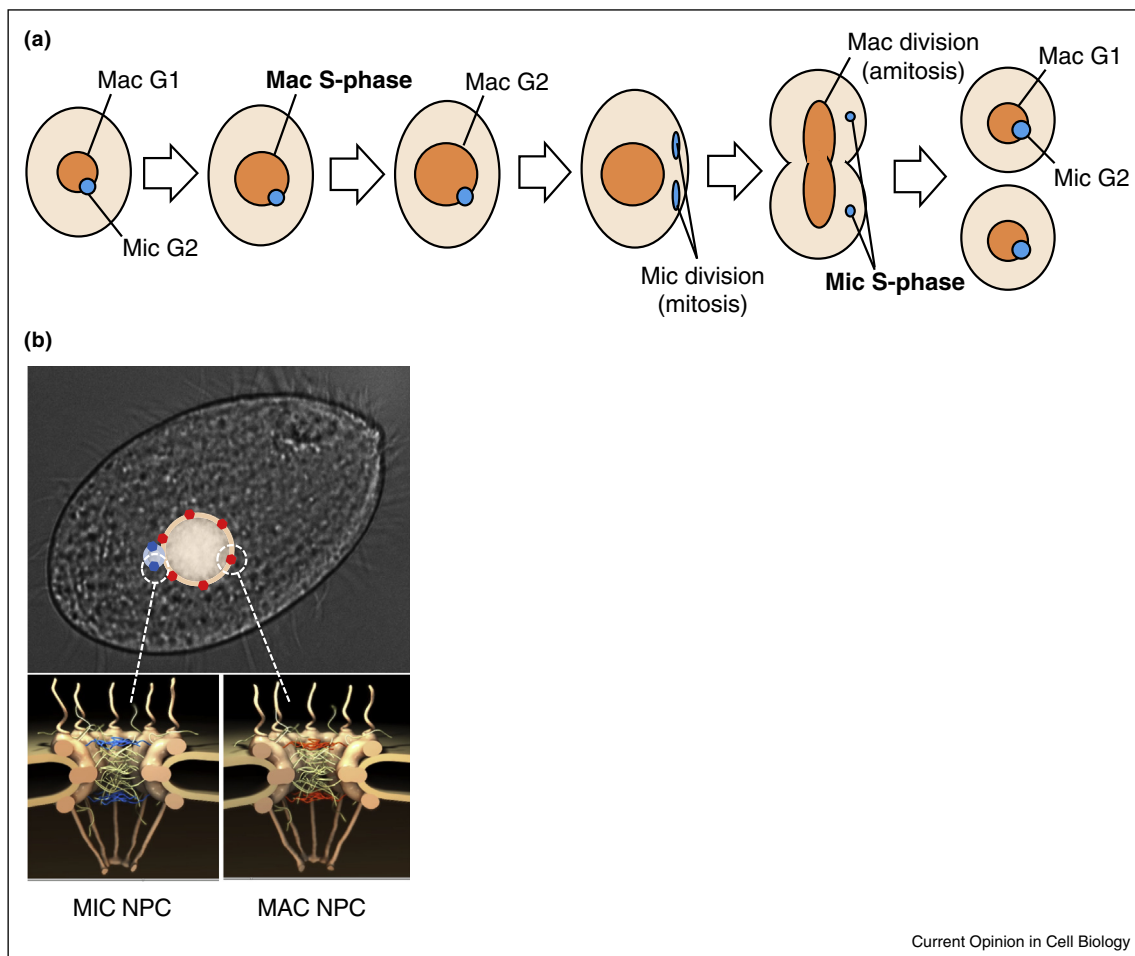 (a)
Mac G1
Mac S-phase
Mac G2
Mac division
(amitosis)
Mac G1
Mic G2
Mic G2
Mic division
(mitosis)
Mic S-phase
(b)
MIC NPC
MAC NPC
Current Opinion in Cell Biology